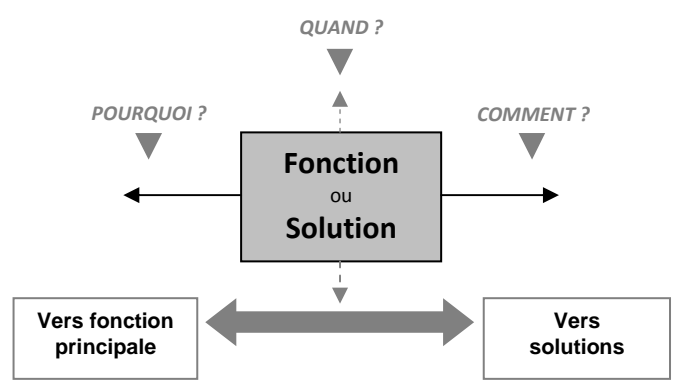 QUAND ?
POURQUOI ?
COMMENT ?
Fonction
ou
Solution
Vers fonction
principale
Vers
solutions